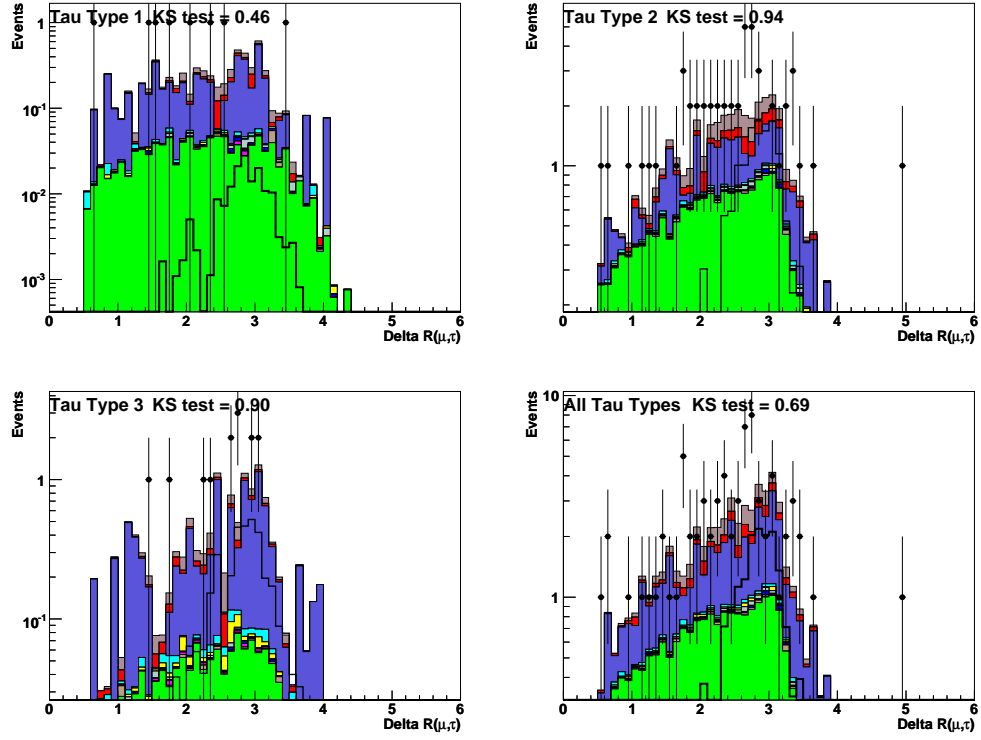 Tau Type 1 KS test = 0.46
Events
1
10-1
10-2
10-3
0 1 2 3 4 5 6
Delta R(μ,τ)
Tau Type 2 KS test = 0.94
Events
1
0 1 2 3 4 5 6
Delta R(μ,τ)
Tau Type 3 KS test = 0.90
Events
1
10-1
0 1 2 3 4 5 6
Delta R(μ,τ)
All Tau Types KS test = 0.69
Events
10
1
0 1 2 3 4 5 6
Delta R(μ,τ)